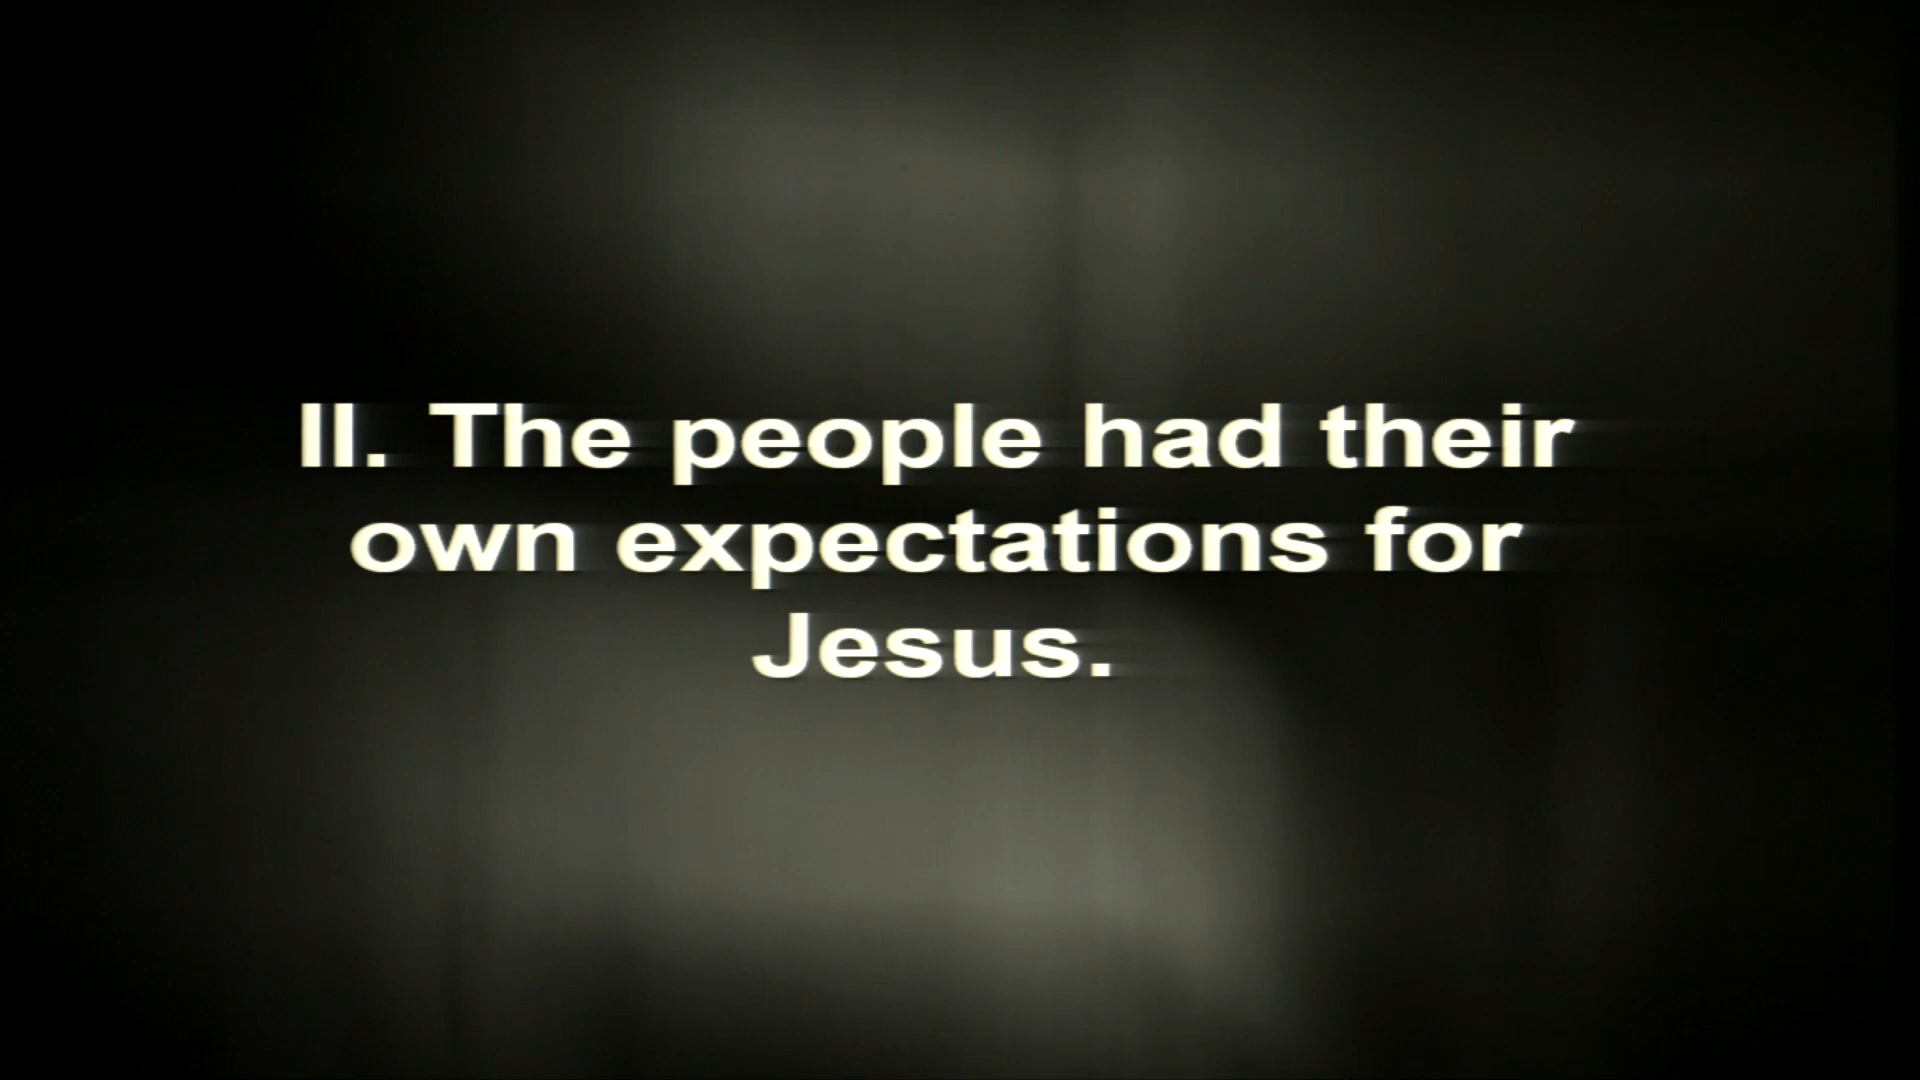 II. The people had their
own expectations for
Jesus.